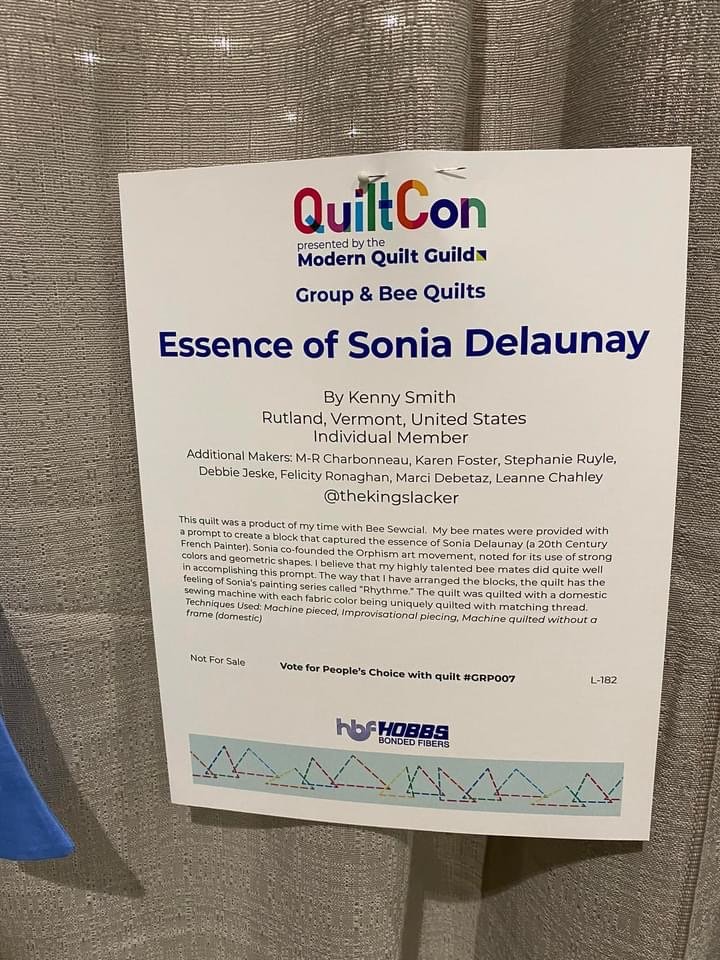 QuiltCon
presented by the
Modern Quilt Guild
Group & Bee Quilts
Essence of Sonia Delaunay
By Kenny Smith
Rutland, Vermont, United States
Individual Member
Additional Makers: M-R Charbonneau, Karen Foster, Stephanie Ruyle,
Debbie Jeske, Felicity Ronaghan, Marci Debetaz, Leanne Chahley
@thekingslacker
This quilt was a product of my time with Bee Sewcial. My bee mates were provided with
a prompt to create a block that captured the essence of Sonia Delaunay (a 20th Century
French Painter). Sonia co-founded the Orphism art movement, noted for its use of strong
colors and geometric shapes. I believe that my highly talented bee mates did quite well
in accomplishing this prompt. The way that I have arranged the blocks, the quilt has the
feeling of Sonia's painting series called "Rhythme." The quilt was quilted with a domestic
sewing machine with each fabric color being uniquely quilted with matching thread.
Techniques Used: Machine pieced, Improvisational piecing, Machine quilted without a
frame (domestic)
Not For Sale
Vote for People's Choice with quilt #GRP007
L-182
hbf HOBBS
BONDED FIBERS